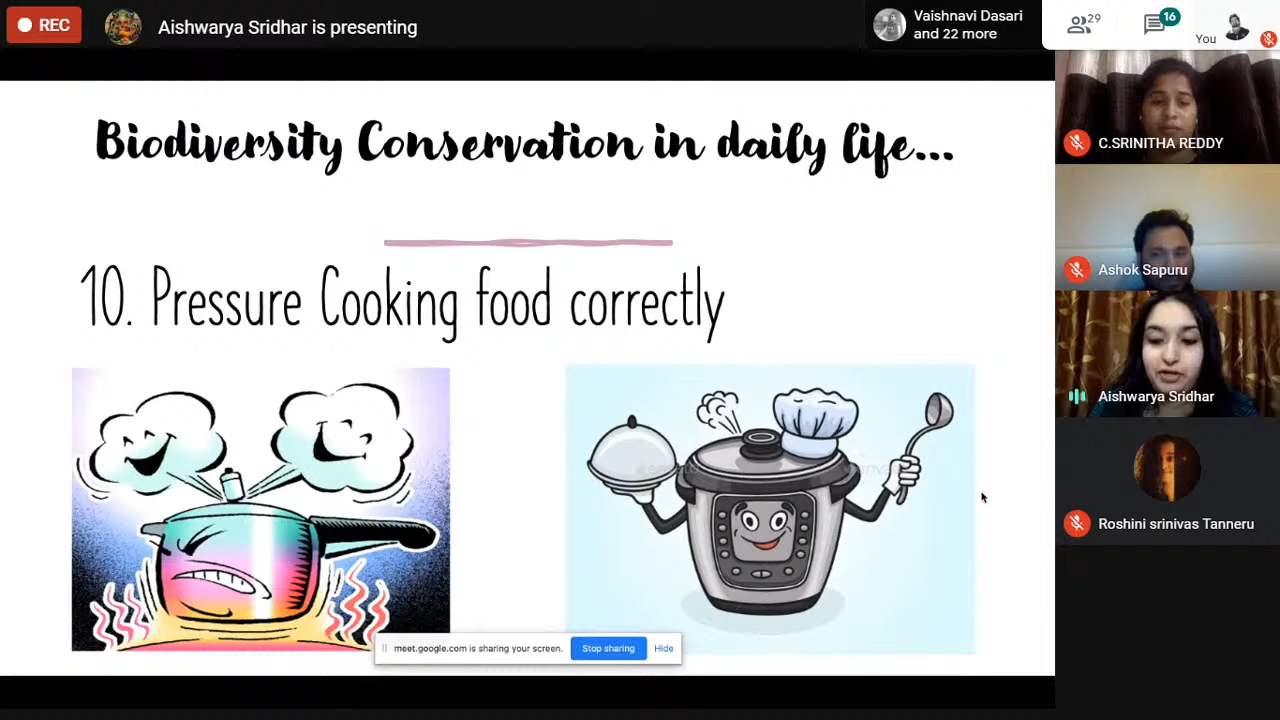 REC
Aishwarya Sridhar is presenting
Vaishnavi Dasari
and 22 more
29
16
You
Biodiversity Conservation in daily life...
10. Pressure Cooking food correctly
meet.google.com is sharing your screen.
Stop sharing
Hide
C.SRINITHA REDDY
Ashok Sapuru
Aishwarya Sridhar
Roshini srinivas Tanneru